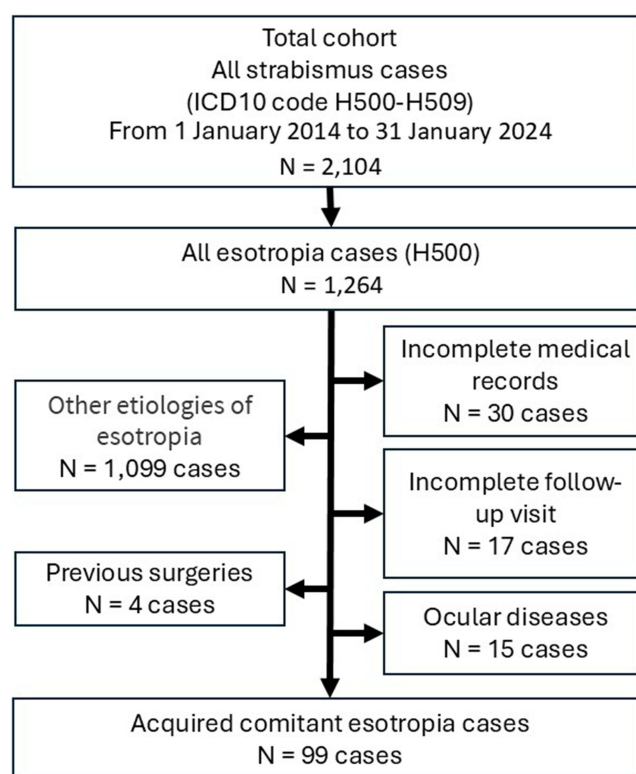 Total cohort
All strabismus cases
(ICD10 code H500-H509)
From 1 January 2014 to 31 January 2024
N = 2,104
All esotropia cases (H500)
N = 1,264
Incomplete medical
records
N = 30 cases
Other etiologies of
esotropia
N = 1,099 cases
Incomplete follow-
up visit
N = 17 cases
Previous surgeries
N = 4 cases
Ocular diseases
N = 15 cases
Acquired comitant esotropia cases
N = 99 cases